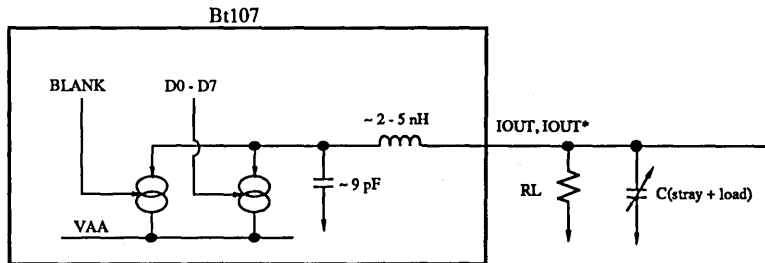 Bt107
BLANK
D0 - D7
~ 2 - 5 nH
IOUT, IOUT*
~ 9 pF
RL
C(stray + load)
VAA